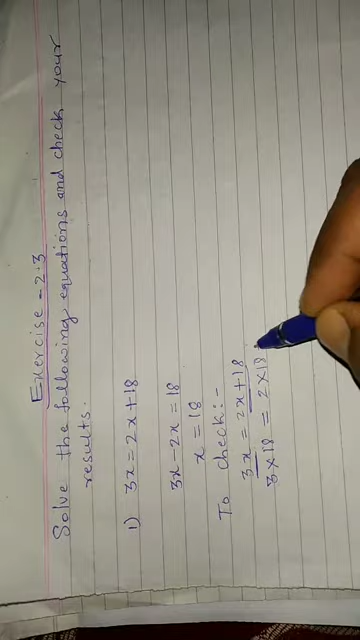 Exercise - 2.3
Solve the following equations and check your
results.
1) 3x = 2x + 18
3x - 2x = 18
x = 18
To check : -
3x = 2x + 18
3 × 18 = 2 × 18